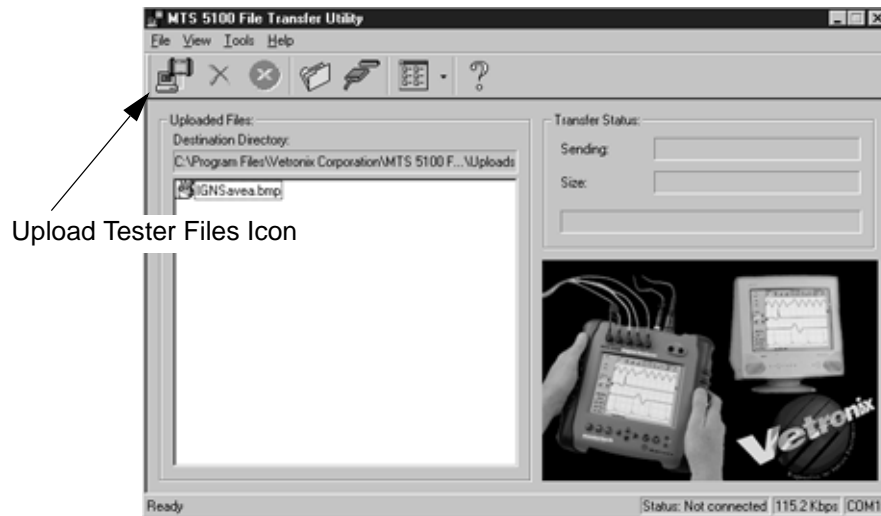 MTS 5100 File Transfer Utility
File View Tools Help
Uploaded Files:
Destination Directory:
C:\Program Files\Vetronix Corporation\MTS 5100 F...\Uploads
IGNSavea.bmp
Upload Tester Files Icon
Transfer Status:
Sending:
Size:
Vetronix
Ready
Status: Not connected 115.2 Kbps COM1